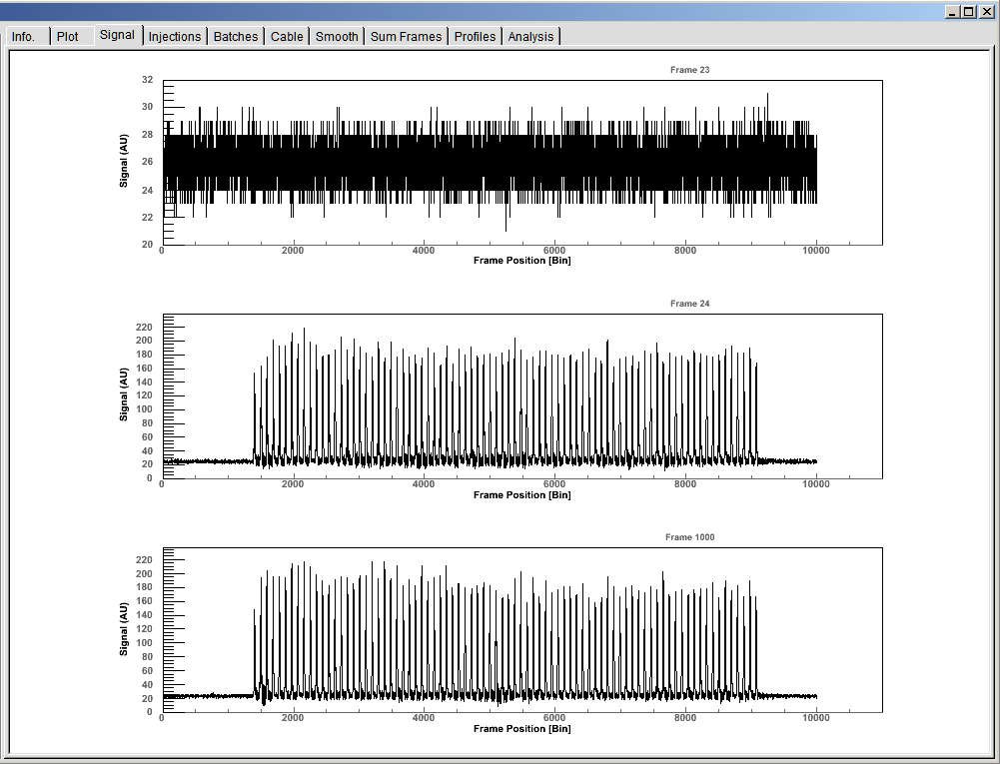 Info. Plot Signal Injections Batches Cable Smooth Sum Frames Profiles Analysis
Frame 23
32
30
28
26
24
22
20
Signal (AU)
0 2000 4000 6000 8000 10000
Frame Position [Bin]
Frame 24
220
200
180
160
140
120
100
80
60
40
20
0
Signal (AU)
0 2000 4000 6000 8000 10000
Frame Position [Bin]
Frame 1000
220
200
180
160
140
120
100
80
60
40
20
0
Signal (AU)
0 2000 4000 6000 8000 10000
Frame Position [Bin]